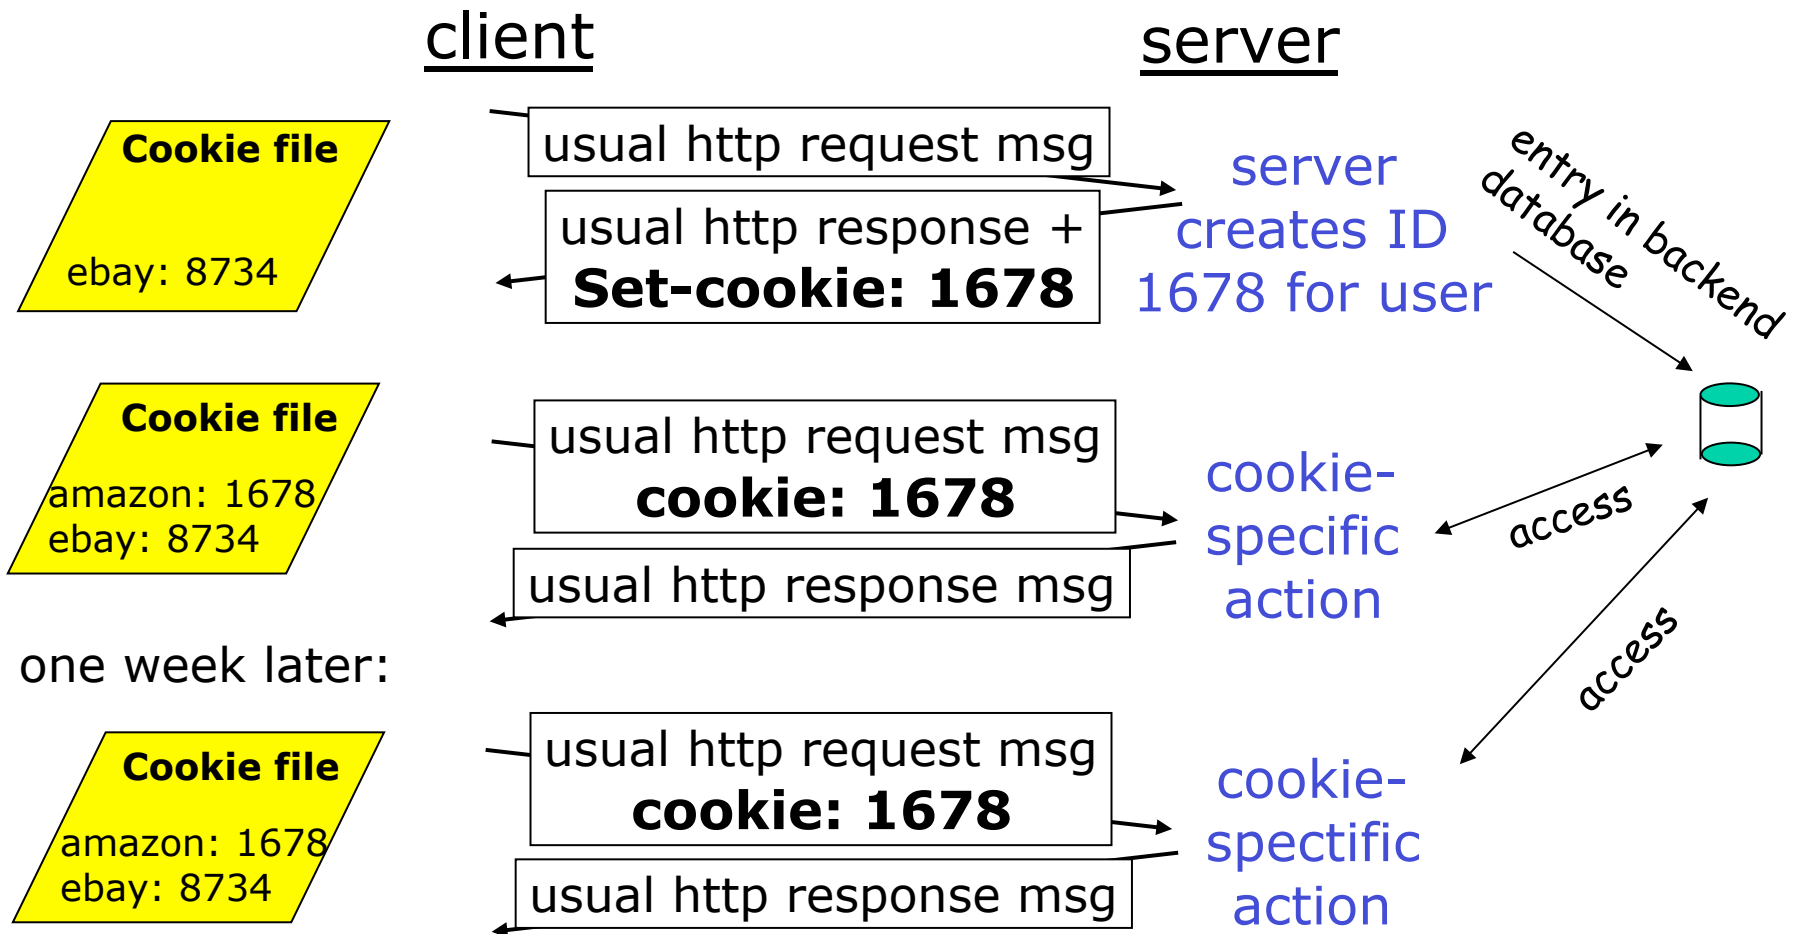 client
server
Cookie file
ebay: 8734
usual http request msg
usual http response +
Set-cookie: 1678
server
creates ID
1678 for user
entry in backend
database
Cookie file
amazon: 1678
ebay: 8734
usual http request msg
cookie: 1678
usual http response msg
cookie-
specific
action
access
access
one week later:
Cookie file
amazon: 1678
ebay: 8734
usual http request msg
cookie: 1678
usual http response msg
cookie-
spectific
action